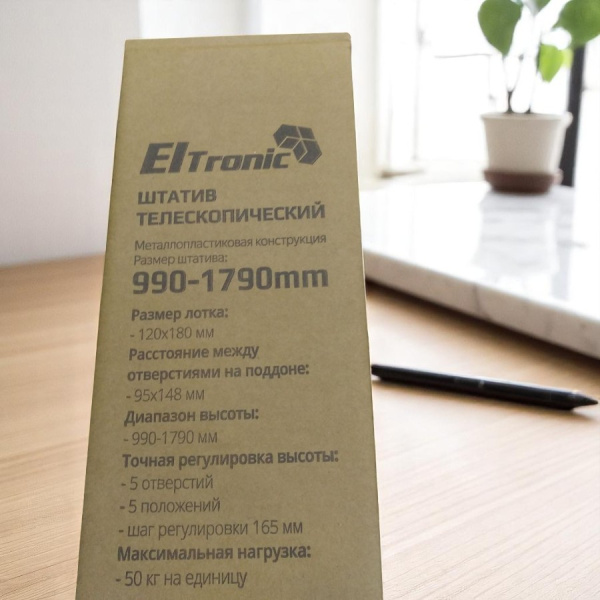 Eltronic
ШТАТИВ
ТЕЛЕСКОПИЧЕСКИЙ
Металлопластиковая конструкция
Размер штатива:
990-1790mm
Размер лотка:
- 120х180 мм
Расстояние между
отверстиями на поддоне:
- 95х148 мм
Диапазон высоты:
- 990-1790 мм
Точная регулировка высоты:
- 5 отверстий
- 5 положений
- шаг регулировки 165 мм
Максимальная нагрузка:
- 50 кг на единицу